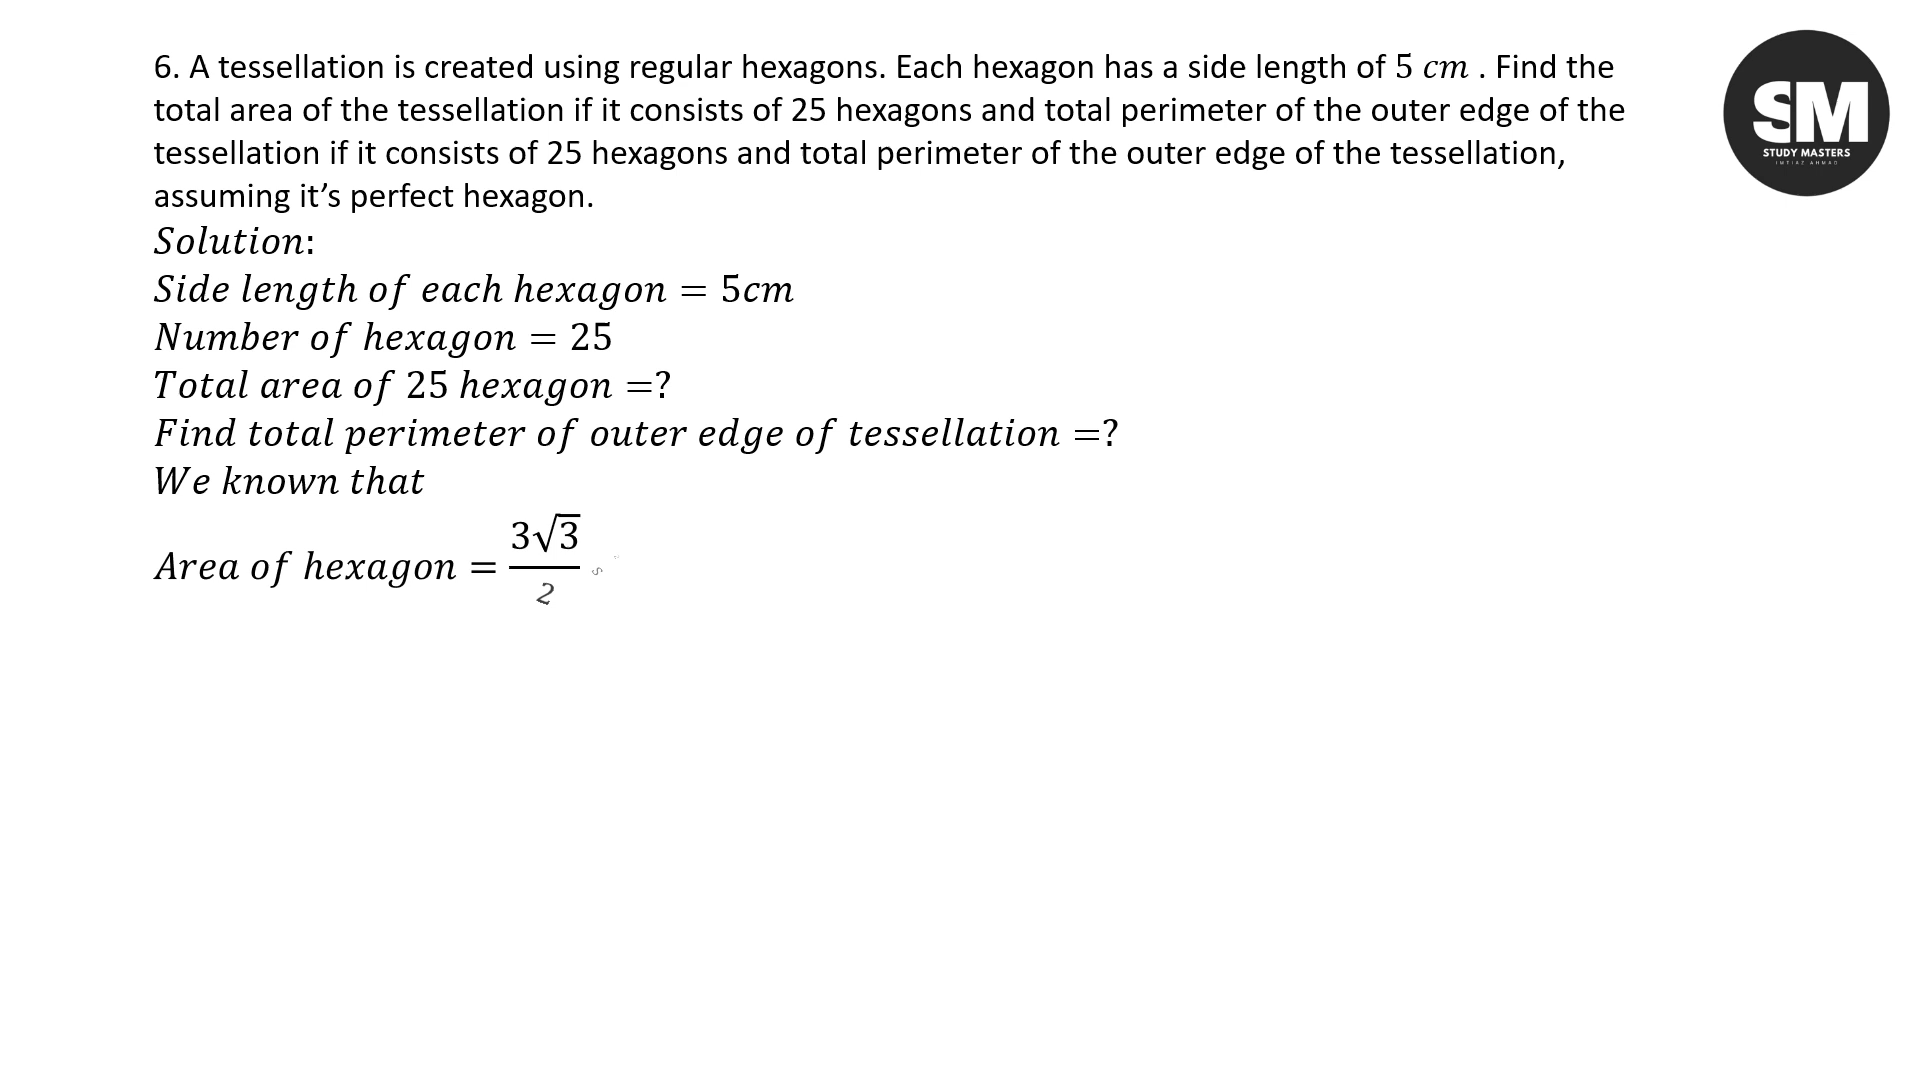 6. A tessellation is created using regular hexagons. Each hexagon has a side length of 5 cm . Find the
total area of the tessellation if it consists of 25 hexagons and total perimeter of the outer edge of the
tessellation if it consists of 25 hexagons and total perimeter of the outer edge of the tessellation,
assuming it’s perfect hexagon.
Solution:
Side length of each hexagon = 5cm
Number of hexagon = 25
Total area of 25 hexagon =?
Find total perimeter of outer edge of tessellation =?
We known that
Area of hexagon = 3√3/2 s
SM
STUDY MASTERS
IMTIAZ AHMAD